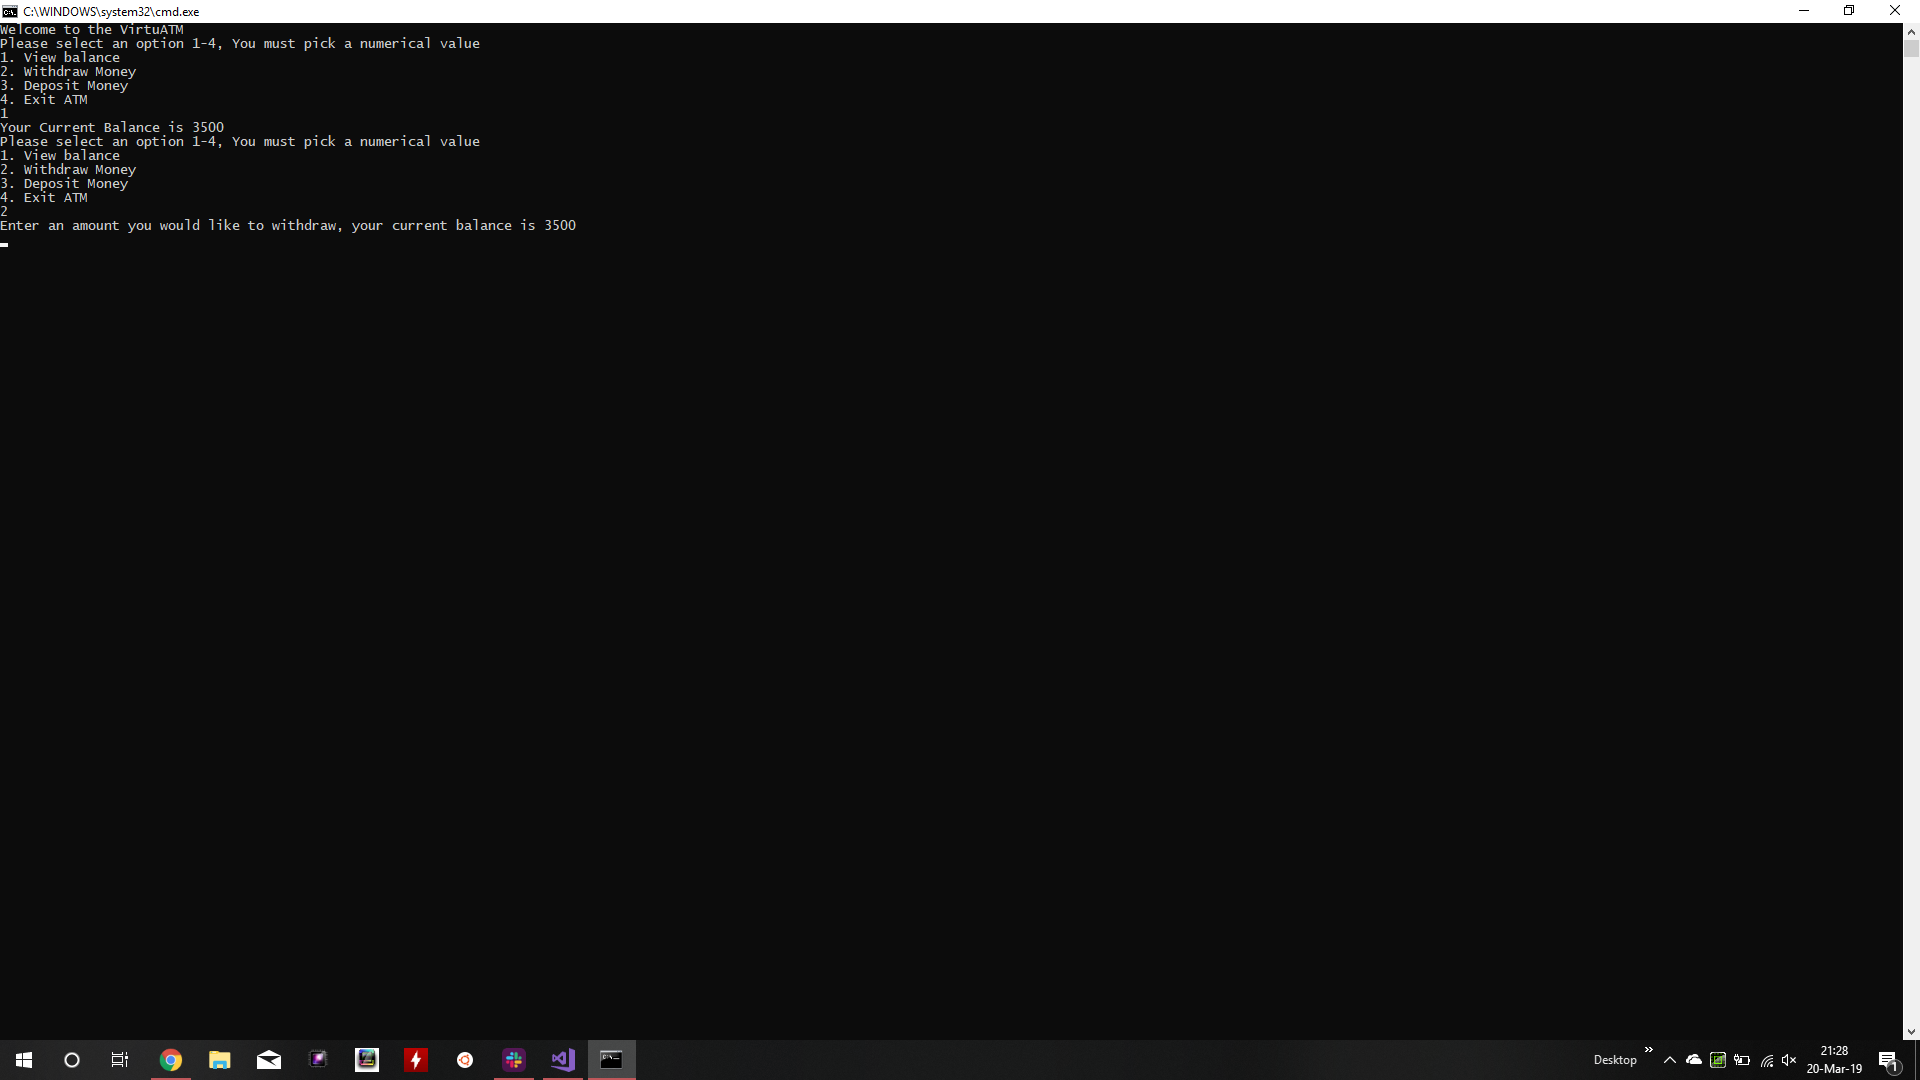 C:\WINDOWS\system32\cmd.exe
Welcome to the VirtuATM
Please select an option 1-4, You must pick a numerical value
1. View balance
2. Withdraw Money
3. Deposit Money
4. Exit ATM
1
Your Current Balance is 3500
Please select an option 1-4, You must pick a numerical value
1. View balance
2. Withdraw Money
3. Deposit Money
4. Exit ATM
2
Enter an amount you would like to withdraw, your current balance is 3500
Desktop
21:28
20-Mar-19
1